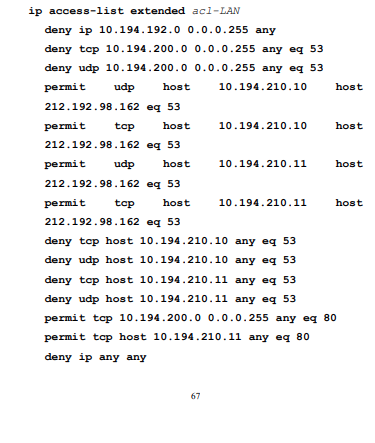 ip access-list extended acl-LAN
deny ip 10.194.192.0 0.0.0.255 any
deny tcp 10.194.200.0 0.0.0.255 any eq 53
deny udp 10.194.200.0 0.0.0.255 any eq 53
permit udp host 10.194.210.10 host
212.192.98.162 eq 53
permit tcp host 10.194.210.10 host
212.192.98.162 eq 53
permit udp host 10.194.210.11 host
212.192.98.162 eq 53
permit tcp host 10.194.210.11 host
212.192.98.162 eq 53
deny tcp host 10.194.210.10 any eq 53
deny udp host 10.194.210.10 any eq 53
deny tcp host 10.194.210.11 any eq 53
deny udp host 10.194.210.11 any eq 53
permit tcp 10.194.200.0 0.0.0.255 any eq 80
permit tcp host 10.194.210.11 any eq 80
deny ip any any
67